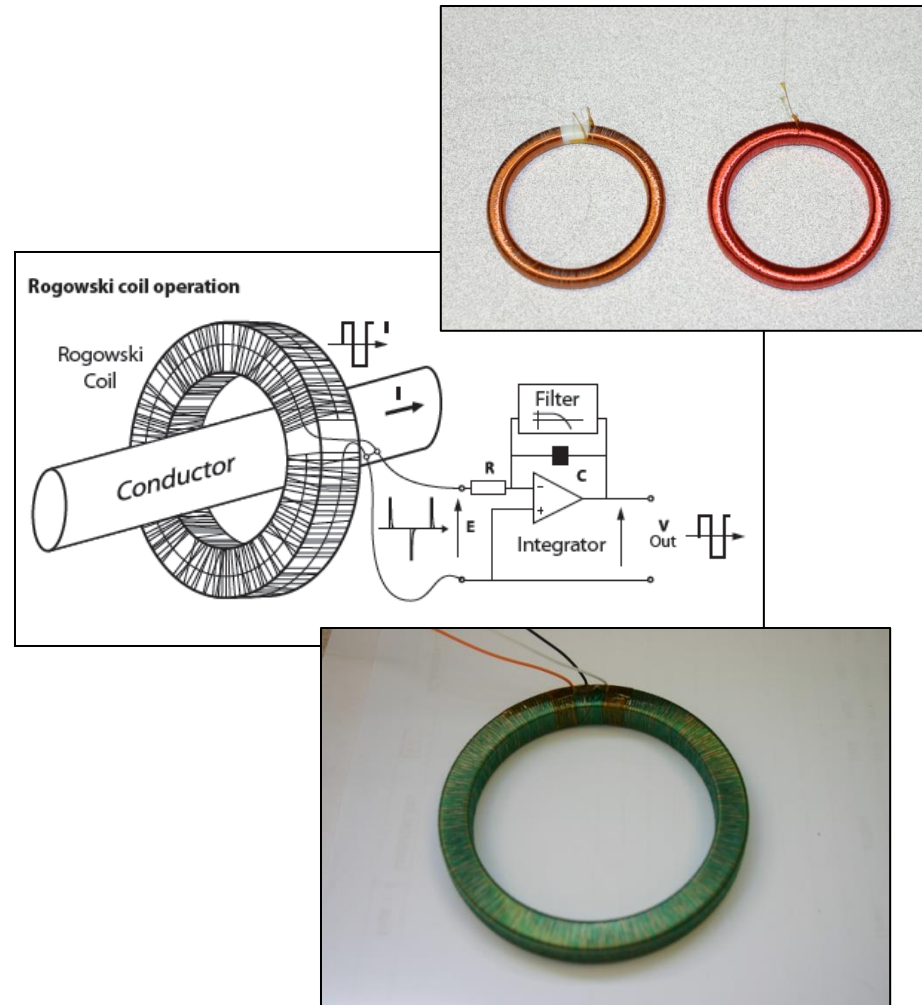 Rogowski coil operation
Rogowski
Coil
I
I
Conductor
Filter
R
C
-
+
E
Integrator
V
Out